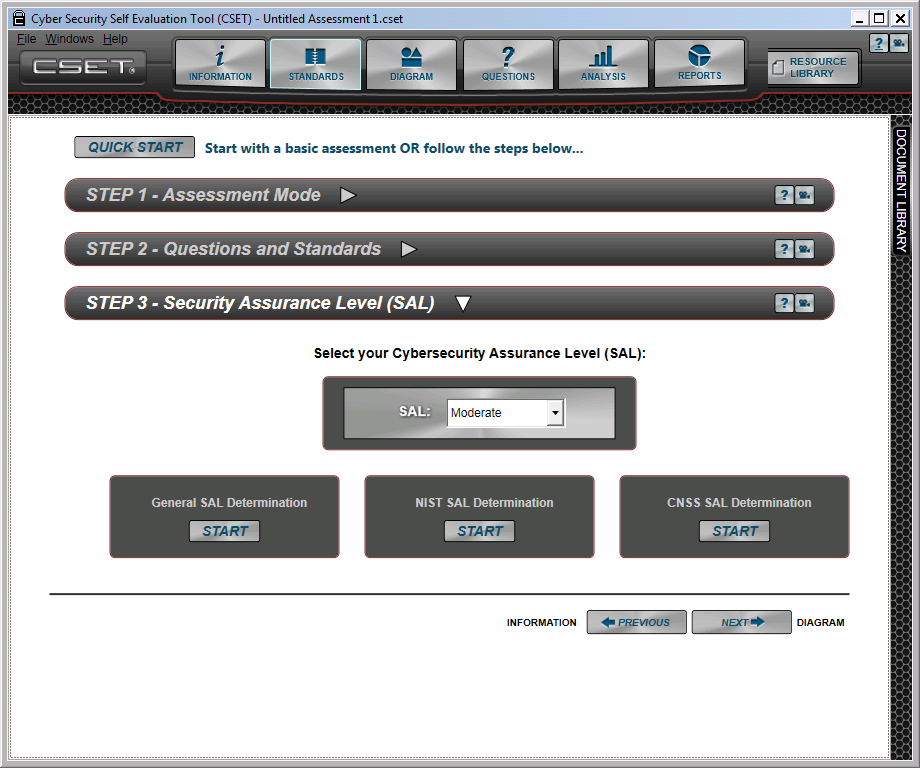 Cyber Security Self Evaluation Tool (CSET) - Untitled Assessment 1.cset
File Windows Help
CSET
INFORMATION
STANDARDS
DIAGRAM
QUESTIONS
ANALYSIS
REPORTS
RESOURCE
LIBRARY
DOCUMENT LIBRARY
QUICK START Start with a basic assessment OR follow the steps below...
STEP 1 - Assessment Mode
STEP 2 - Questions and Standards
STEP 3 - Security Assurance Level (SAL)
Select your Cybersecurity Assurance Level (SAL):
SAL: Moderate
General SAL Determination
START
NIST SAL Determination
START
CNSS SAL Determination
START
INFORMATION PREVIOUS NEXT DIAGRAM